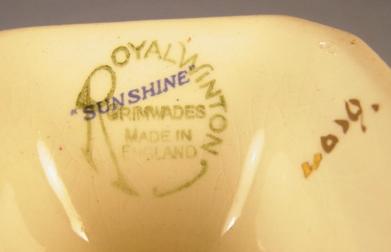 ROYAL WINTON
"SUNSHINE"
GRIMWADES
MADE IN
ENGLAND